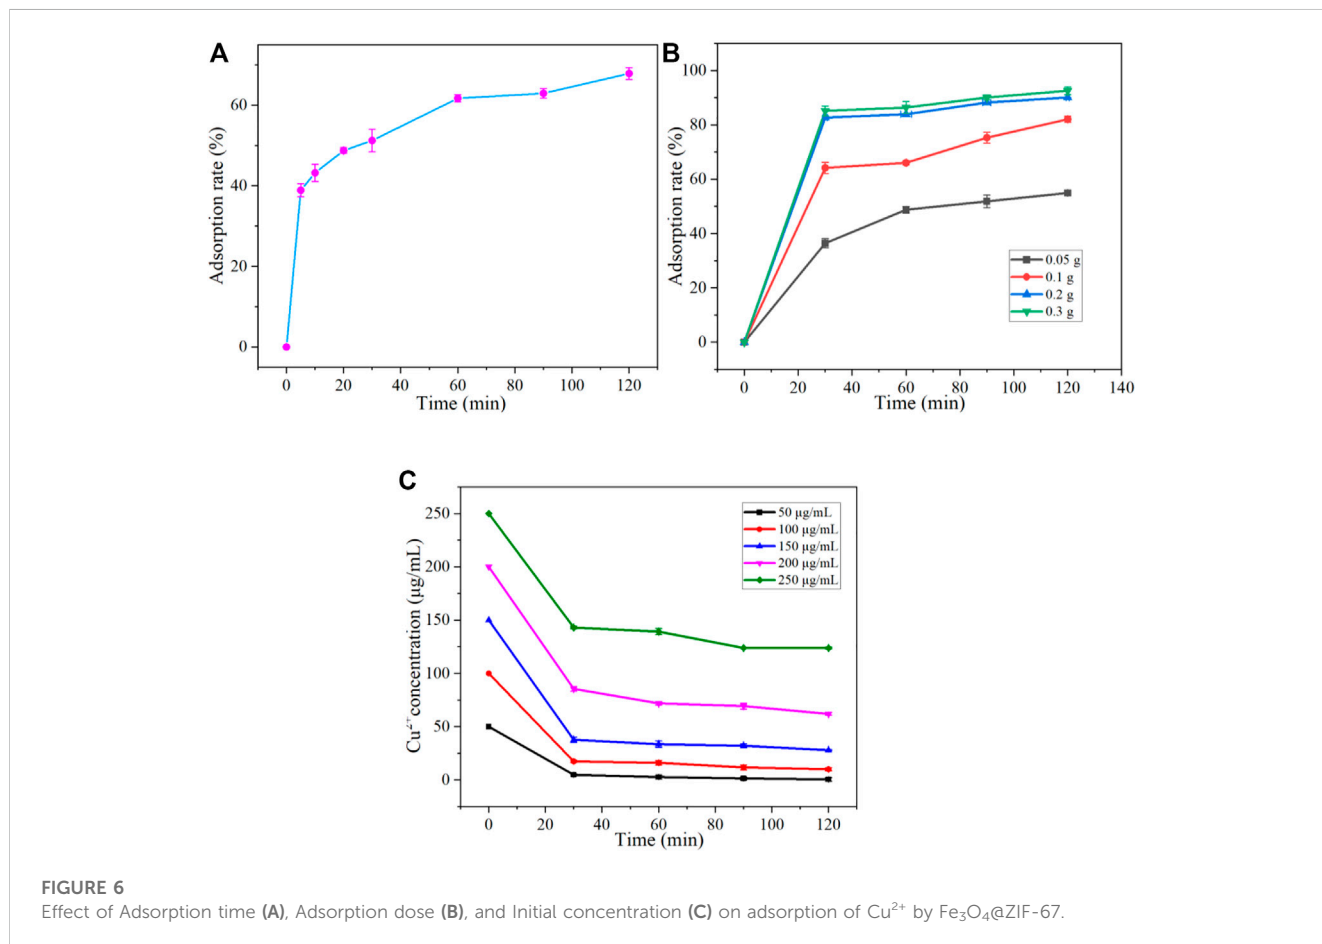 A
Adsorption rate (%)
60
40
20
0
0 20 40 60 80 100 120
Time (min)
B
Adsorption rate (%)
100
80
60
40
20
0
0.05 g
0.1 g
0.2 g
0.3 g
0 20 40 60 80 100 120 140
Time (min)
C
Cu²⁺concentration (μg/mL)
250
200
150
100
50
0
50 μg/mL
100 μg/mL
150 μg/mL
200 μg/mL
250 μg/mL
0 20 40 60 80 100 120
Time (min)
FIGURE 6
Effect of Adsorption time (A), Adsorption dose (B), and Initial concentration (C) on adsorption of Cu²⁺ by Fe₃O₄@ZIF-67.